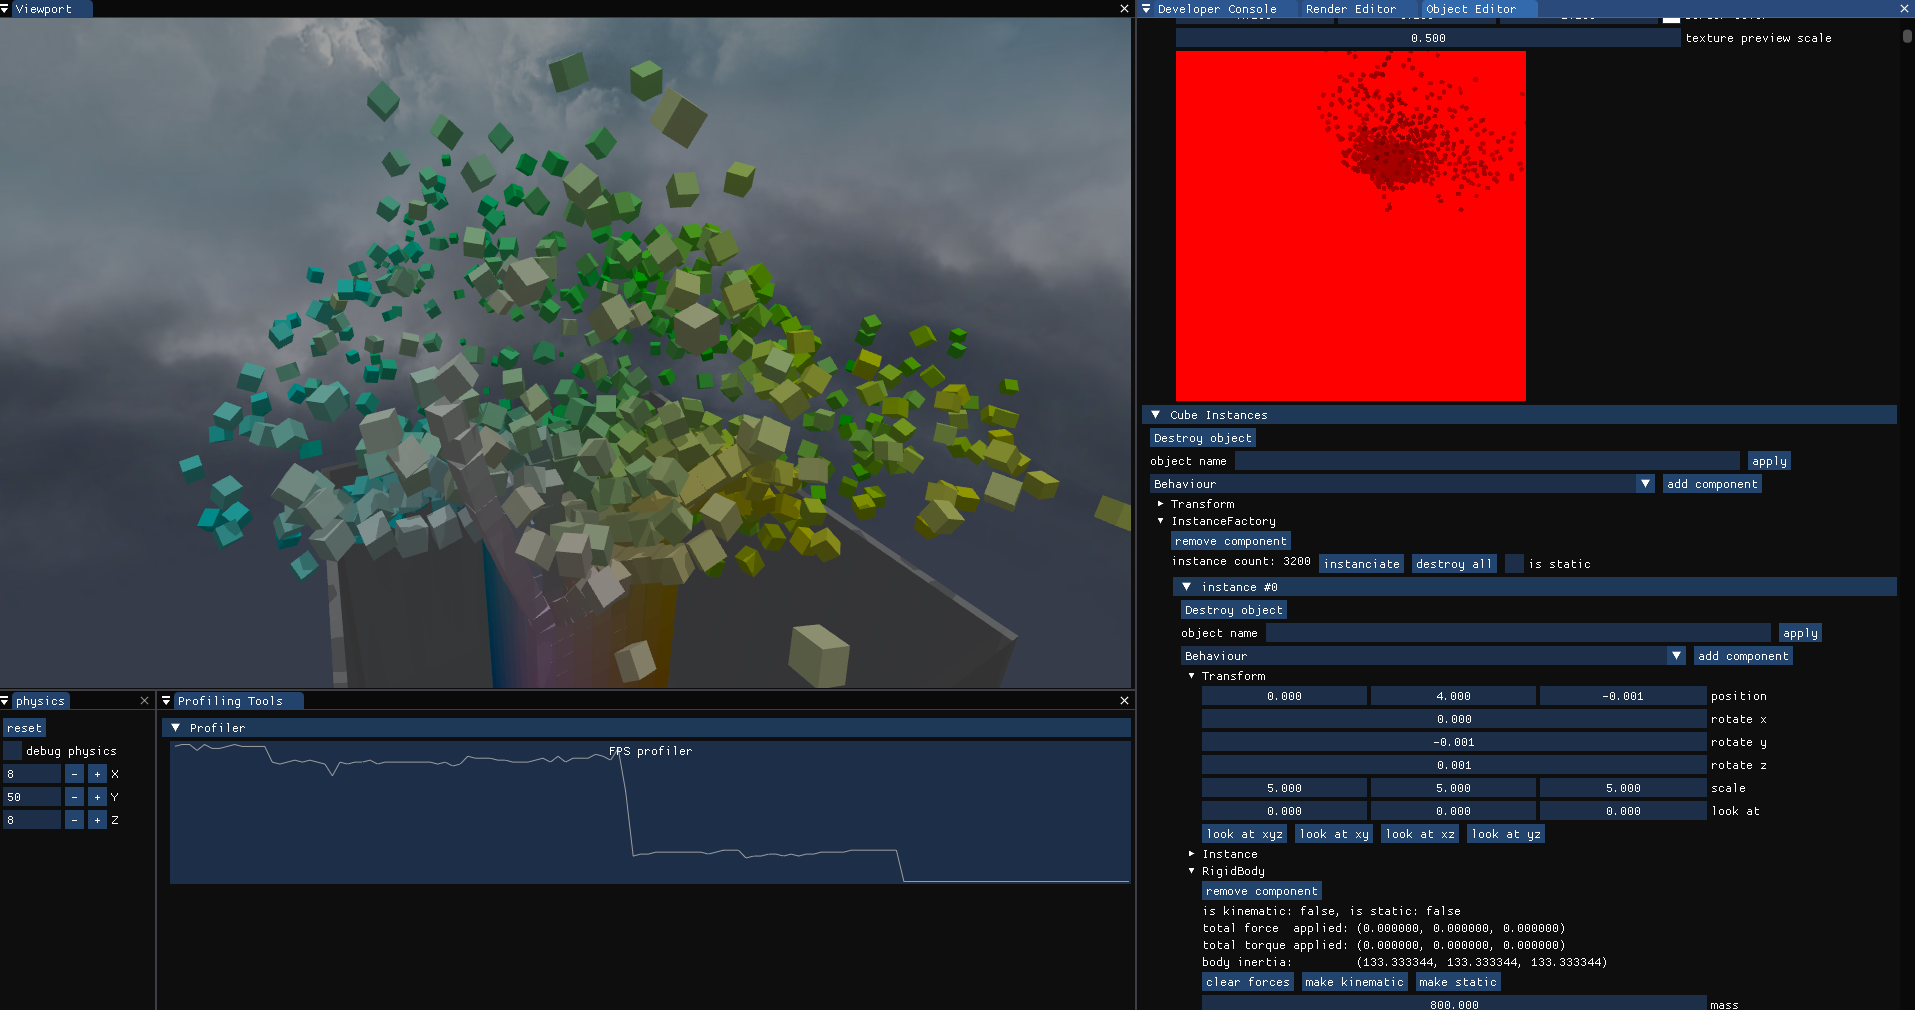 Viewport
Developer Console Render Editor Object Editor
0.500 texture preview scale
Cube Instances
Destroy object
object name apply
Behaviour add component
Transform
InstanceFactory
remove component
instance count: 3200 instanciate destroy all is static
instance #0
Destroy object
object name apply
Behaviour add component
Transform
0.000 4.000 -0.001 position
0.000 rotate x
-0.001 rotate y
0.001 rotate z
5.000 5.000 5.000 scale
0.000 0.000 0.000 look at
look at xyz look at xy look at xz look at yz
Instance
RigidBody
remove component
is kinematic: false, is static: false
total force applied: (0.000000, 0.000000, 0.000000)
total torque applied: (0.000000, 0.000000, 0.000000)
body inertia: (133.333344, 133.333344, 133.333344)
clear forces make kinematic make static
800.000 mass
physics
reset
debug physics
8 - + X
50 - + Y
8 - + Z
Profiling Tools
Profiler
FPS profiler